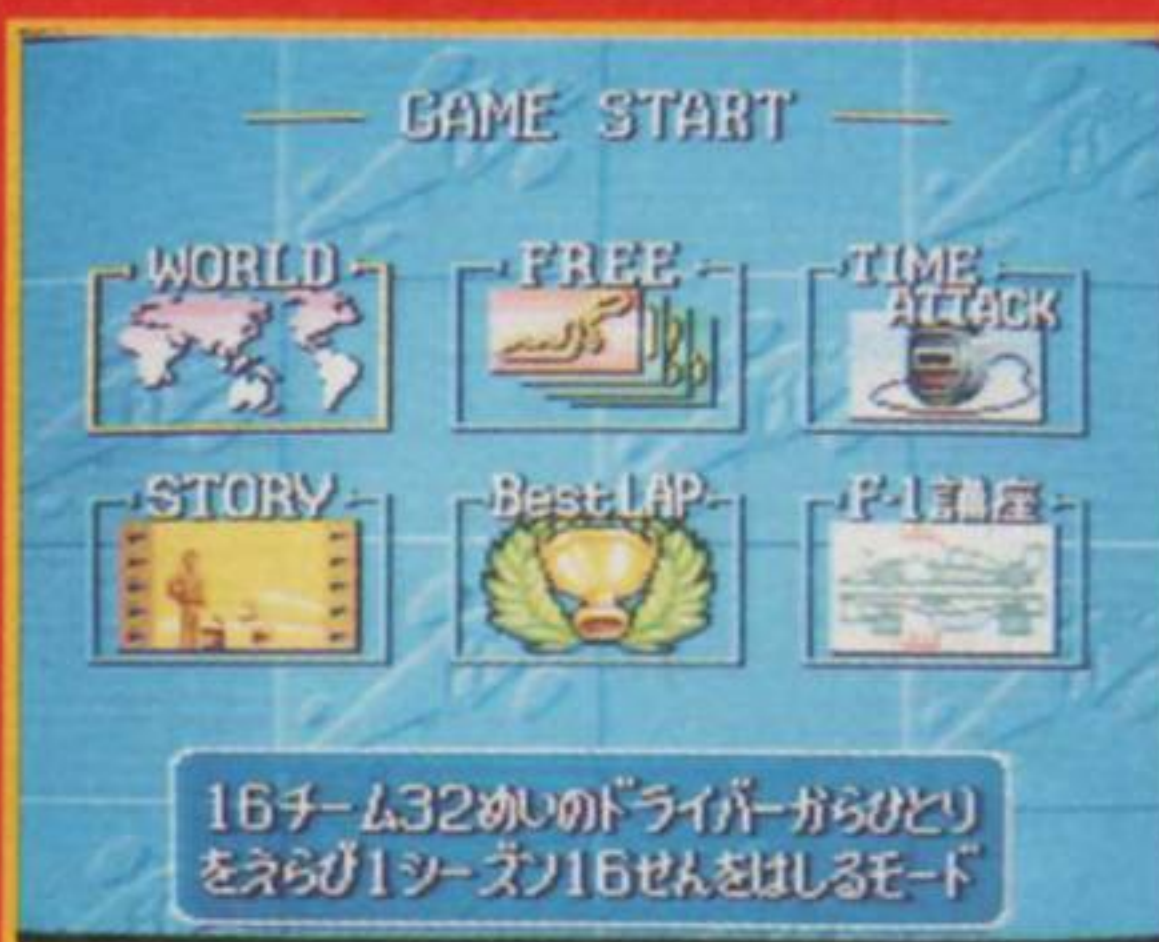 GAME START
WORLD
FREE
TIME
ATTACK
STORY
Best LAP
F-1講座
16チーム32めいのドライバーからひとり
をえらび1シーズン16せんをはしるモード